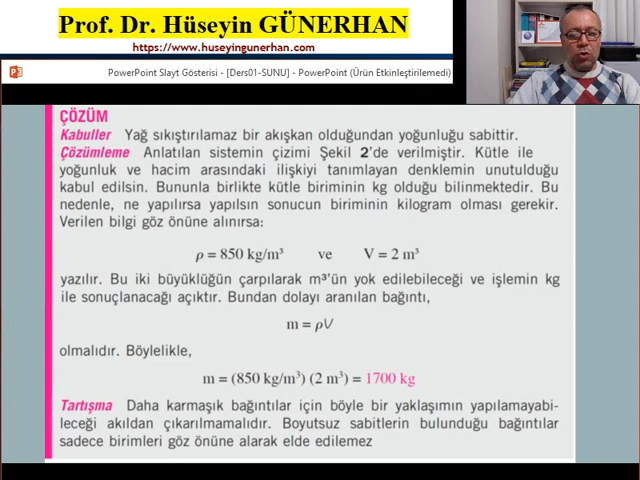 Prof. Dr. Hüseyin GÜNERHAN
https://www.huseyingunerhan.com
PowerPoint Slayt Gösterisi - [Ders01-SUNU] - PowerPoint (Ürün Etkinleştirilemedi)
ÇÖZÜM
Kabuller Yağ sıkıştırılamaz bir akışkan olduğundan yoğunluğu sabittir.
Çözümleme Anlatılan sistemin çizimi Şekil 2'de verilmiştir. Kütle ile
yoğunluk ve hacim arasındaki ilişkiyi tanımlayan denklemin unutulduğu
kabul edilsin. Bununla birlikte kütle biriminin kg olduğu bilinmektedir. Bu
nedenle, ne yapılırsa yapılsın sonucun biriminin kilogram olması gerekir.
Verilen bilgi göz önüne alınırsa:
ρ = 850 kg/m³ ve V = 2 m³
yazılır. Bu iki büyüklüğün çarpılarak m³'ün yok edilebileceği ve işlemin kg
ile sonuçlanacağı açıktır. Bundan dolayı aranılan bağıntı,
m = ρV
olmalıdır. Böylelikle,
m = (850 kg/m³) (2 m³) = 1700 kg
Tartışma Daha karmaşık bağıntılar için böyle bir yaklaşımın yapılamayabi-
leceği akıldan çıkarılmamalıdır. Boyutsuz sabitlerin bulunduğu bağıntılar
sadece birimleri göz önüne alarak elde edilemez